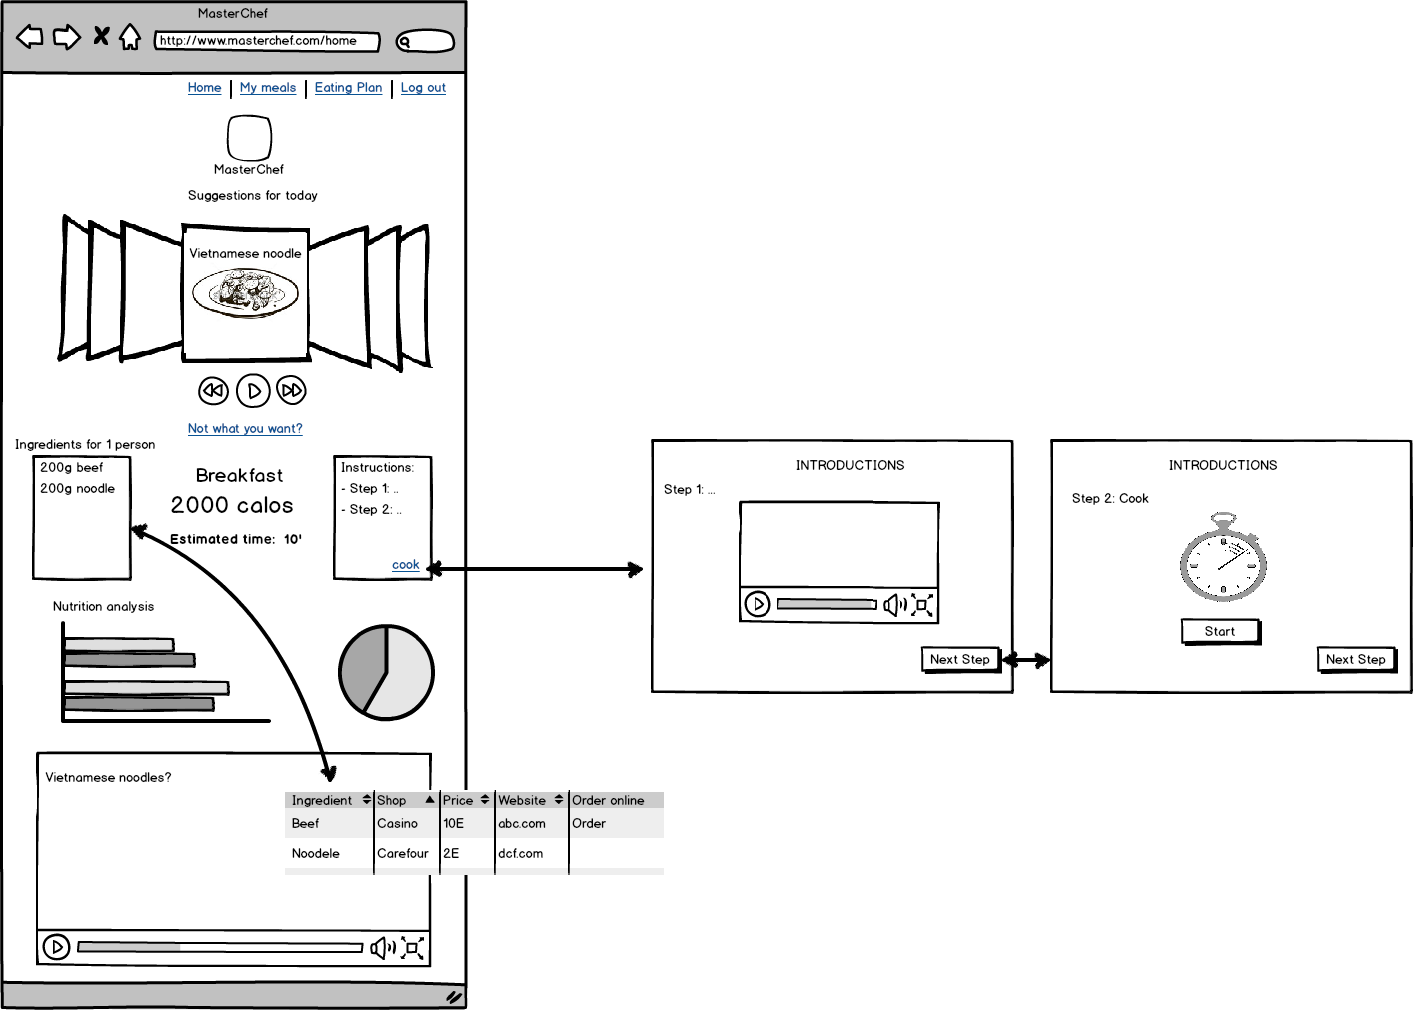 MasterChef
http://www.masterchef.com/home
Home | My meals | Eating Plan | Log out
MasterChef
Suggestions for today
Vietnamese noodle
Not what you want?
Ingredients for 1 person
200g beef
200g noodle
Breakfast
2000 calos
Estimated time: 10'
Instructions:
- Step 1: ..
- Step 2: ..
cook
Nutrition analysis
Vietnamese noodles?
Ingredient Shop Price Website Order online
Beef Casino 10E abc.com Order
Noodele Carefour 2E dcf.com
INTRODUCTIONS
Step 1: ...
Next Step
INTRODUCTIONS
Step 2: Cook
Start
Next Step